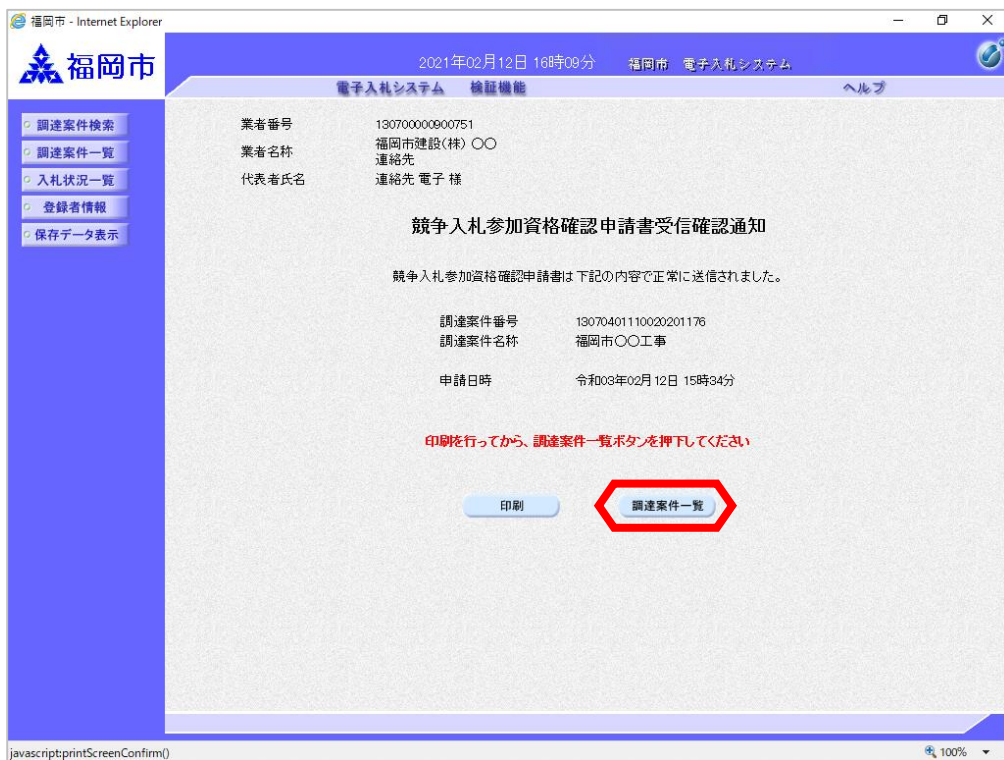 福岡市 - Internet Explorer
福岡市
2021年02月12日 16時09分 福岡市 電子入札システム
電子入札システム 検証機能 ヘルプ
調達案件検索
調達案件一覧
入札状況一覧
登録者情報
保存データ表示
業者番号 130700000900751
業者名称 福岡市建設(株) 〇〇
連絡先
代表者氏名 連絡先 電子 様
競争入札参加資格確認申請書受信確認通知
競争入札参加資格確認申請書は下記の内容で正常に送信されました。
調達案件番号 13070401110020201176
調達案件名称 福岡市〇〇工事
申請日時 令和03年02月12日 15時34分
印刷を行ってから、調達案件一覧ボタンを押下してください
印刷 調達案件一覧
javascript:printScreenConfirm() 100%